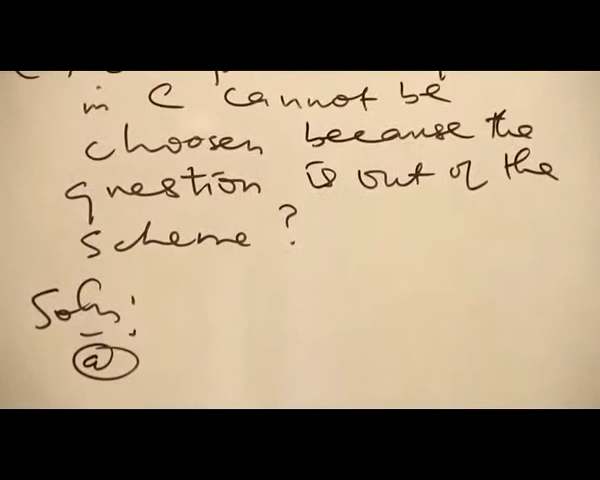 in C cannot be
choosen because the
question is out of the
scheme ?
Soln:
(a)